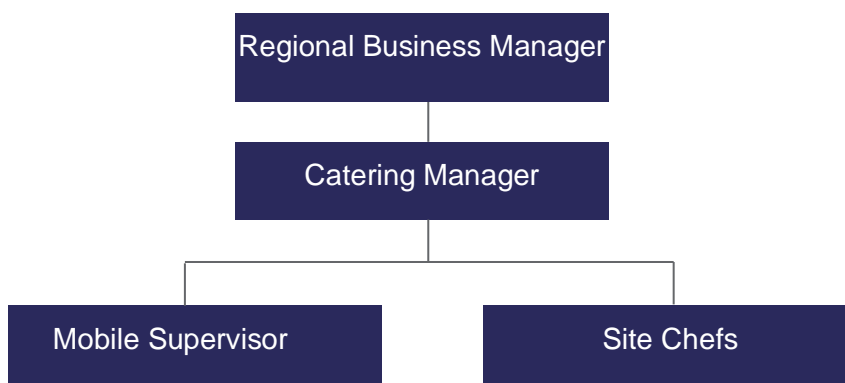 Regional Business Manager
Catering Manager
Mobile Supervisor
Site Chefs